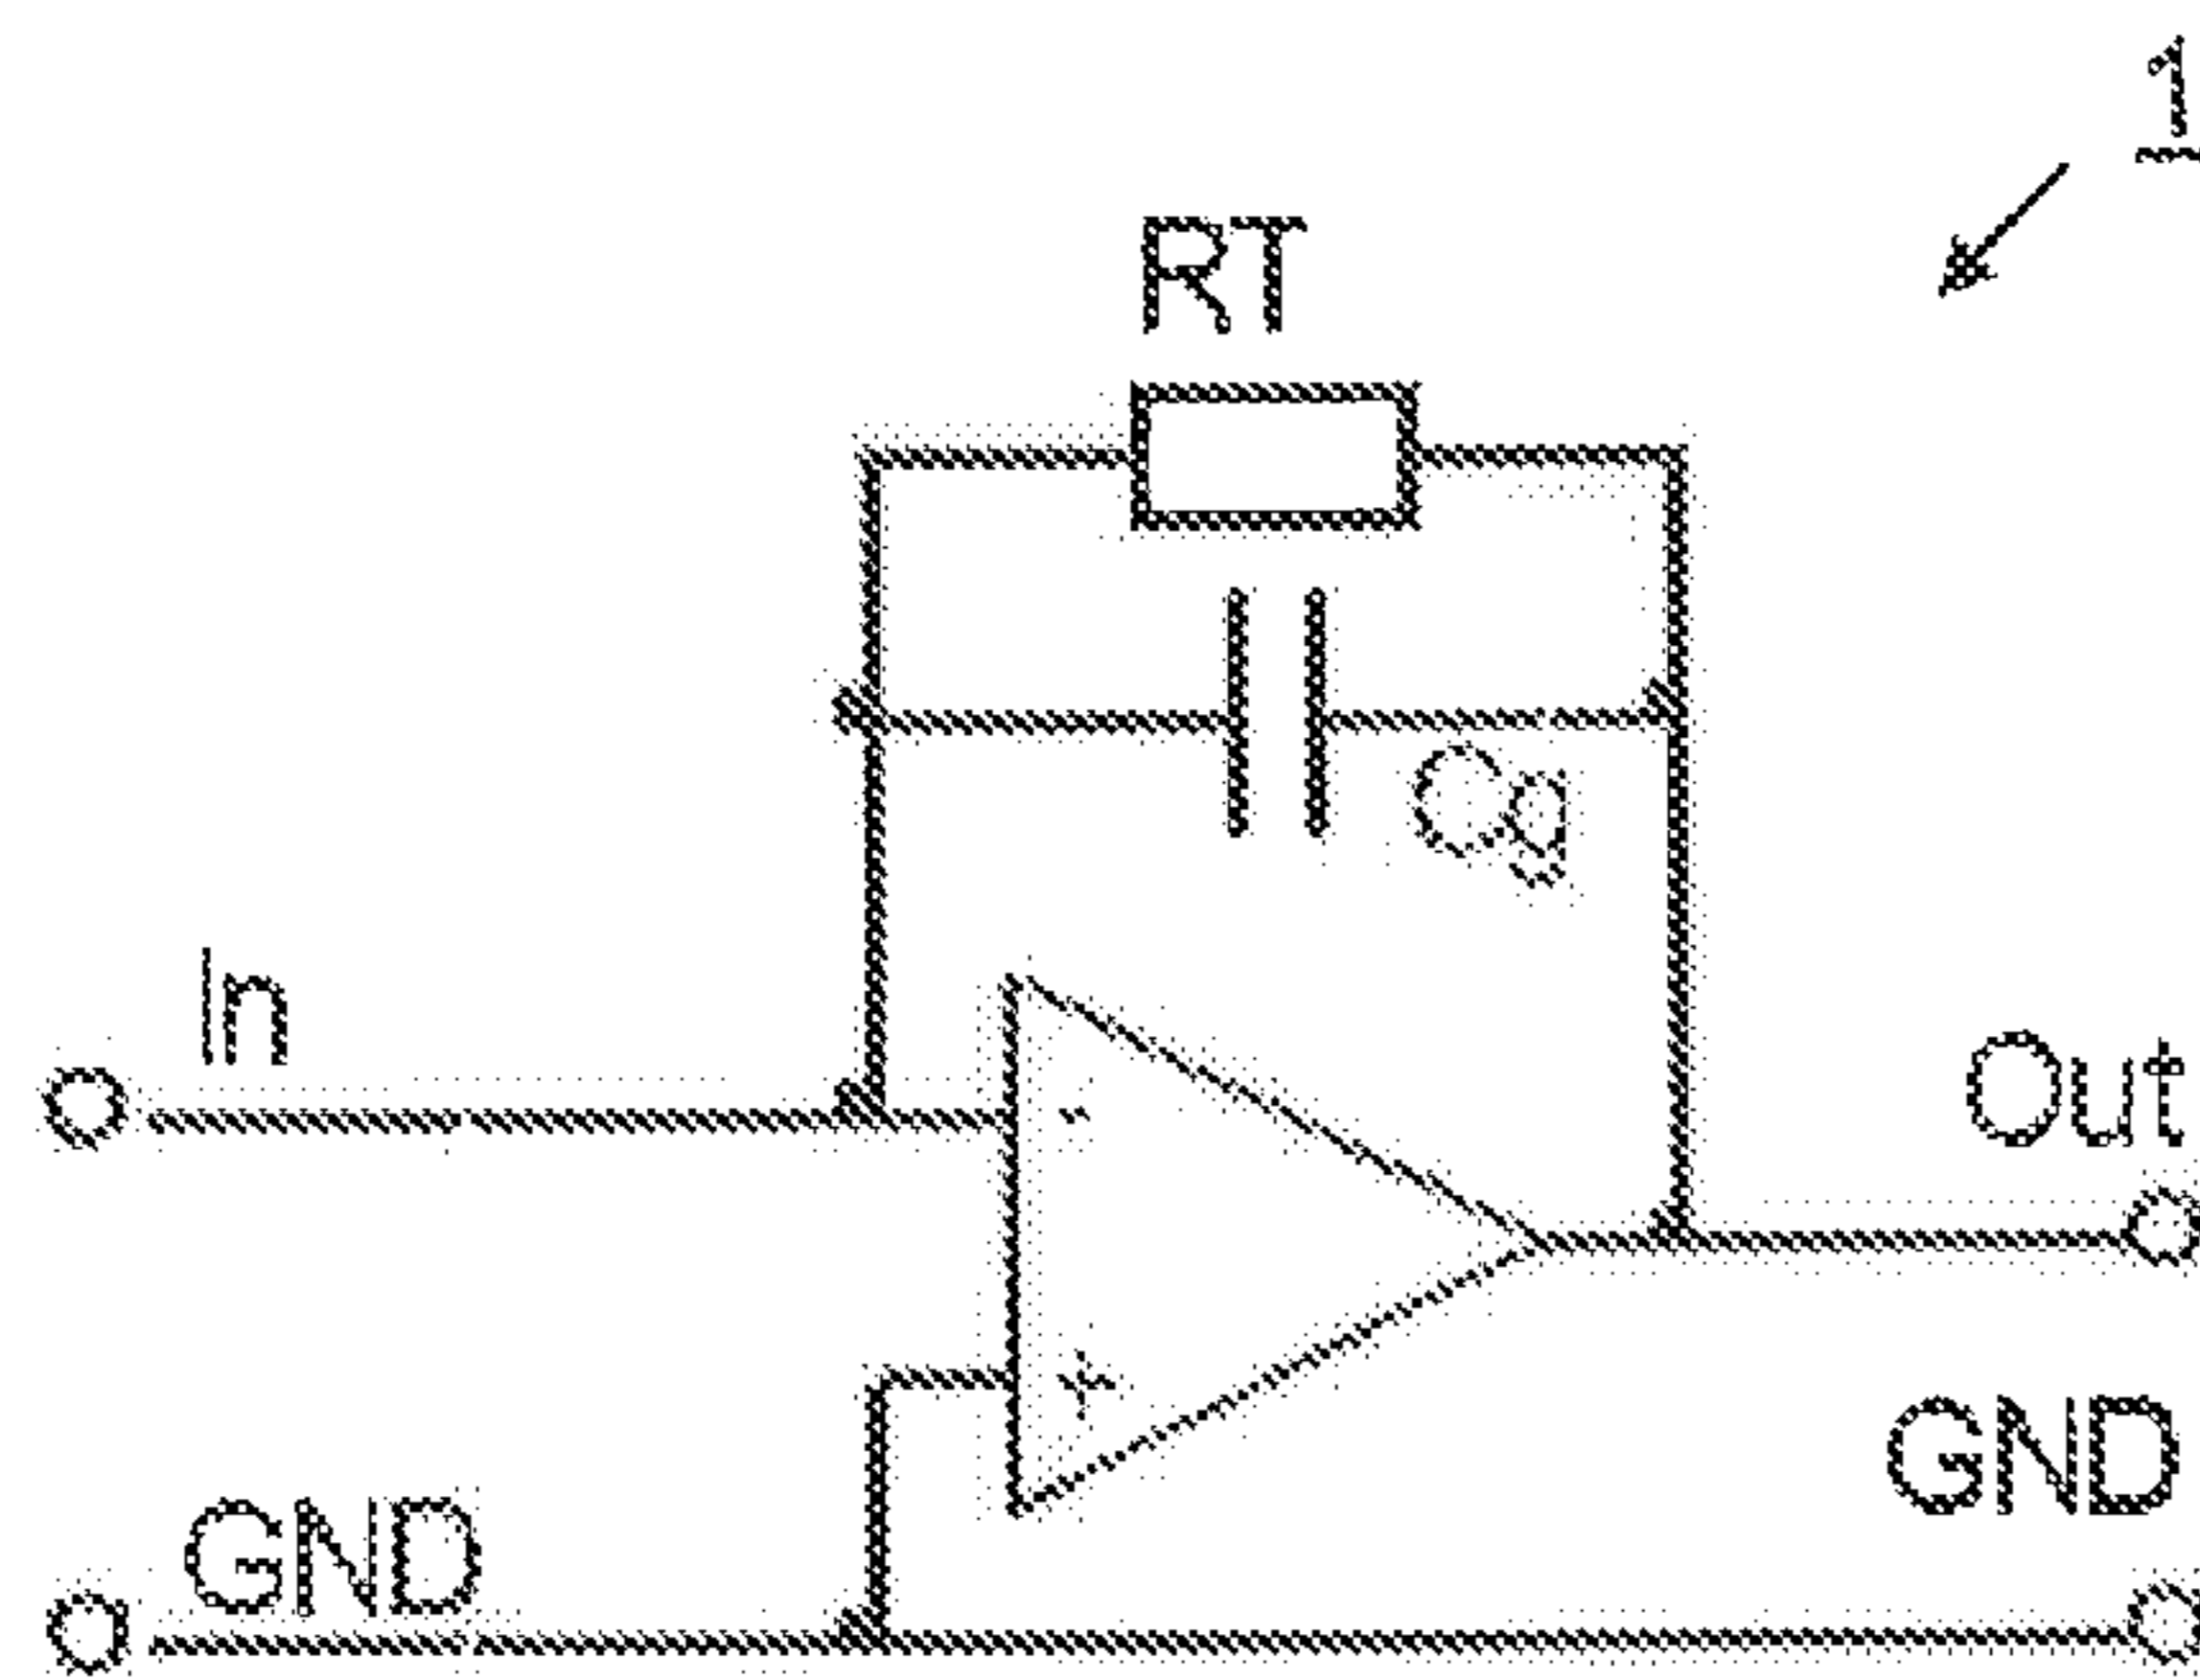 1
RT
Cg
In
-
Out
+
GND
GND